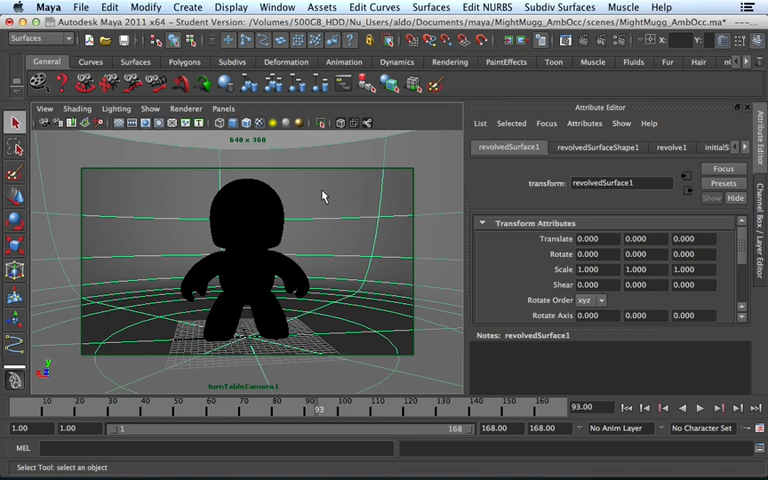 Maya File Edit Modify Create Display Window Assets Edit Curves Surfaces Edit NURBS Subdiv Surfaces Muscle Help
Autodesk Maya 2011 x64 - Student Version: /Volumes/500GB_HDD/Nu_Users/aldo/Documents/maya/MightMugg_AmbOcc/scenes/MightMugg_AmbOcc.ma* ---...
Surfaces
General Curves Surfaces Polygons Subdivs Deformation Animation Dynamics Rendering PaintEffects Toon Muscle Fluids Fur Hair
View Shading Lighting Show Renderer Panels
640 x 360
turnTableCamera1
y
x
z
Attribute Editor
List Selected Focus Attributes Show Help
revolvedSurface1 revolvedSurfaceShape1 revolve1 initialS
transform: revolvedSurface1
Focus
Presets
Show Hide
Transform Attributes
Translate 0.000 0.000 0.000
Rotate 0.000 0.000 0.000
Scale 1.000 1.000 1.000
Shear 0.000 0.000 0.000
Rotate Order xyz
Rotate Axis 0.000 0.000 0.000
Notes: revolvedSurface1
Attribute Editor
Channel Box / Layer Editor
10 20 30 40 50 60 70 80 90 100 110 120 130 140 150 160
93
93.00
1.00 1.00 1 168 168.00 168.00 No Anim Layer No Character Set
MEL
Select Tool: select an object